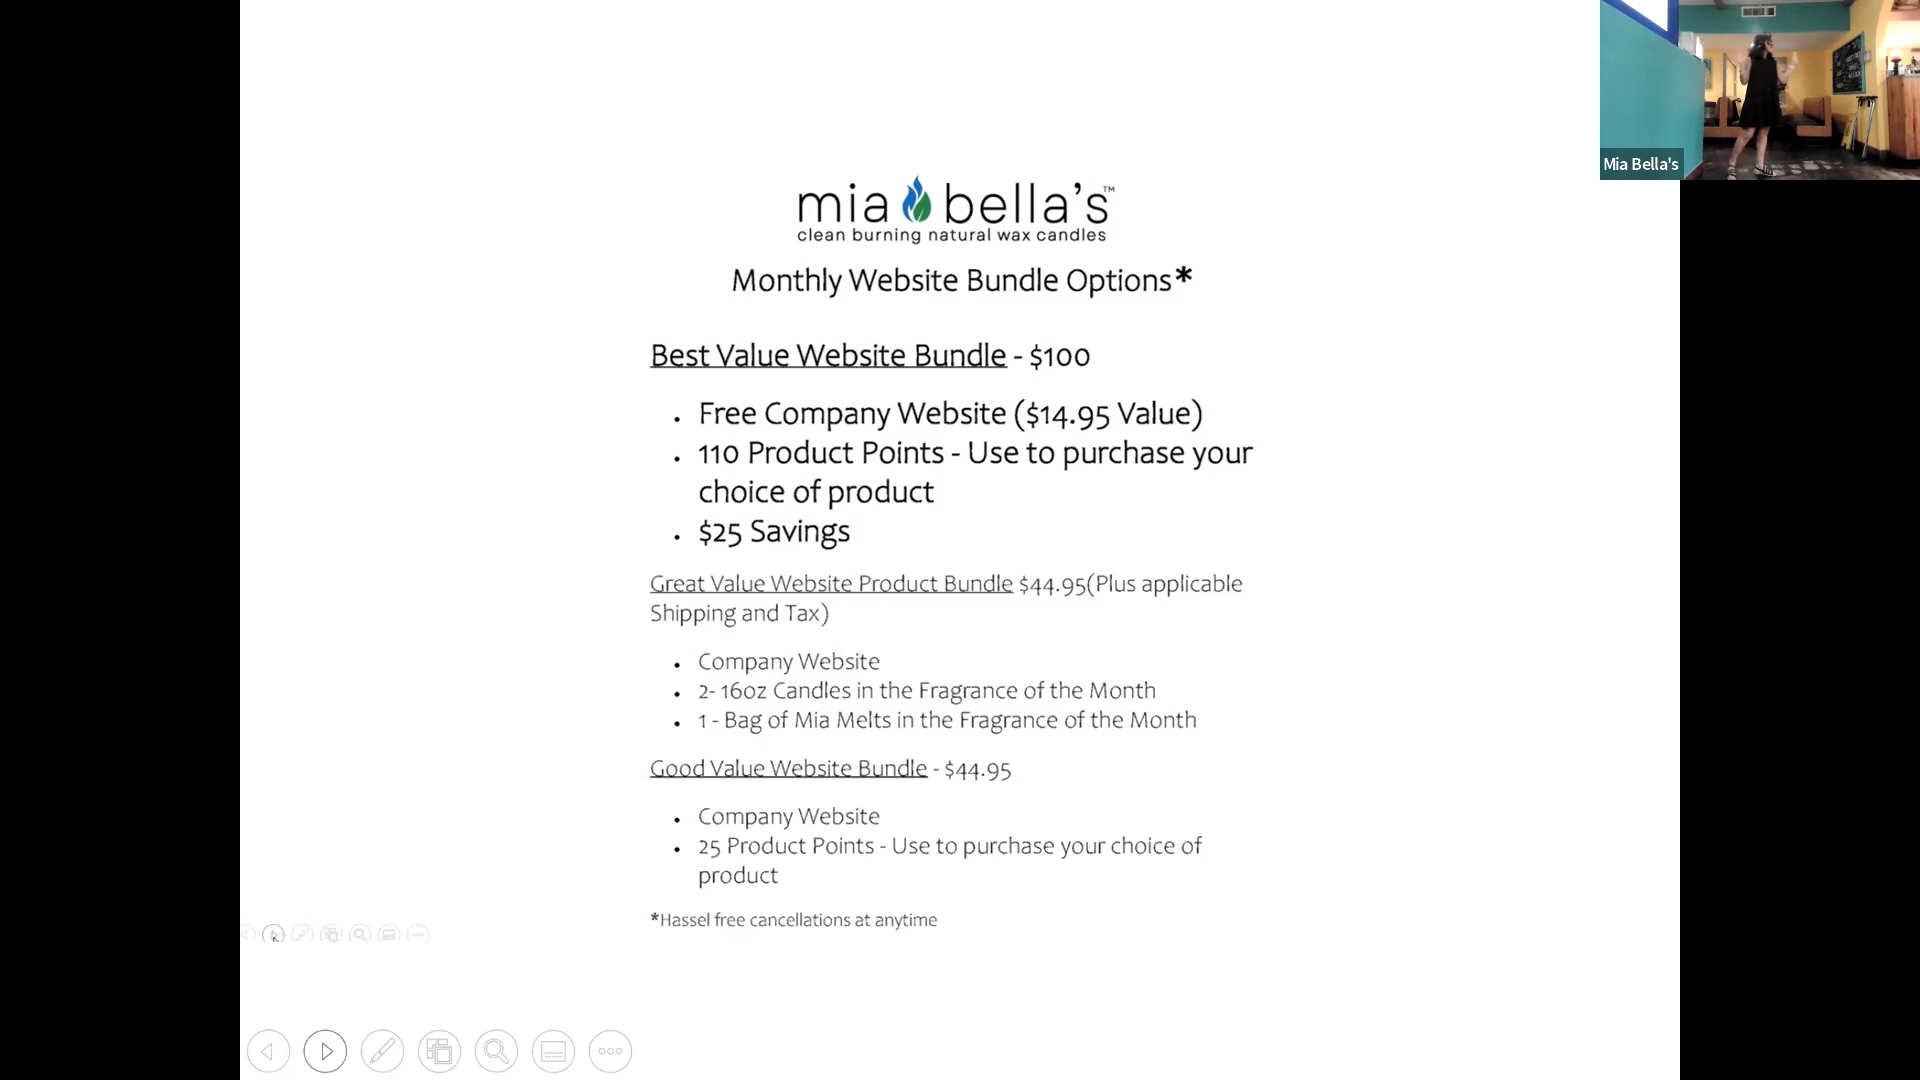 Mia Bella's
mia bella's™
clean burning natural wax candles
Monthly Website Bundle Options*
Best Value Website Bundle - $100
• Free Company Website ($14.95 Value)
• 110 Product Points - Use to purchase your
choice of product
• $25 Savings
Great Value Website Product Bundle $44.95(Plus applicable
Shipping and Tax)
• Company Website
• 2- 16oz Candles in the Fragrance of the Month
• 1 - Bag of Mia Melts in the Fragrance of the Month
Good Value Website Bundle - $44.95
• Company Website
• 25 Product Points - Use to purchase your choice of
product
*Hassel free cancellations at anytime